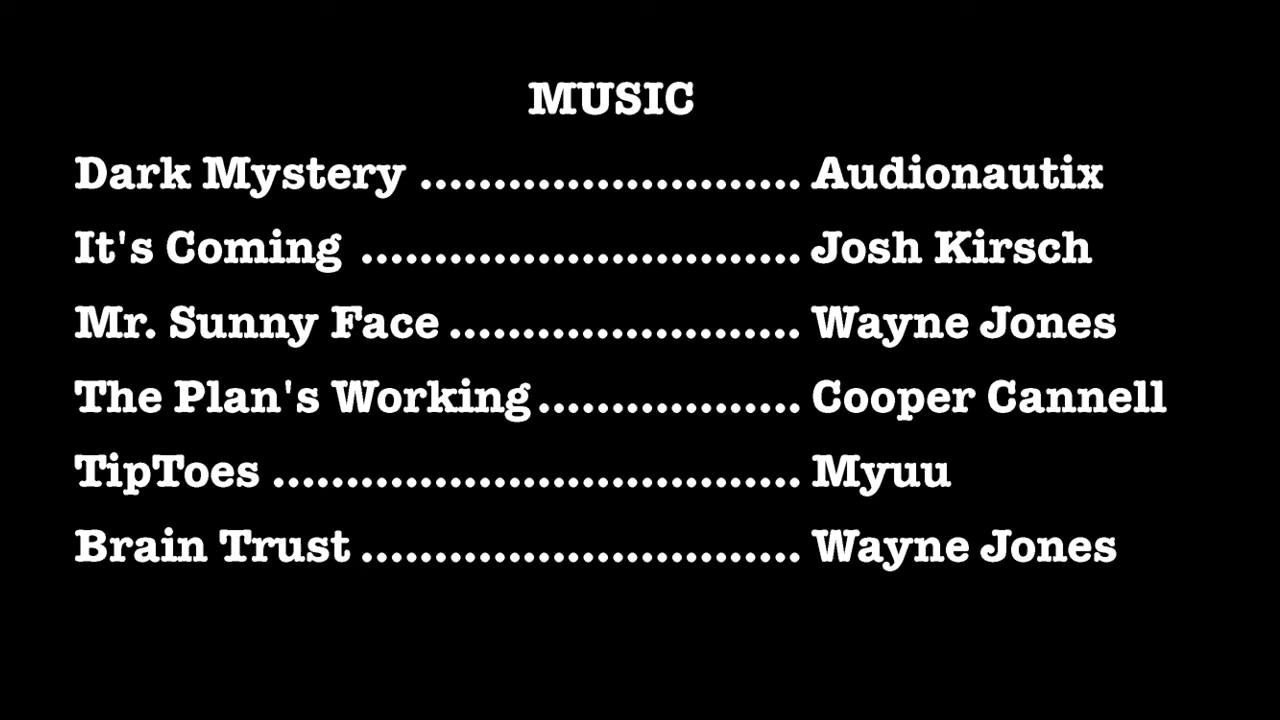 MUSIC
Dark Mystery .......................... Audionautix
It's Coming .............................. Josh Kirsch
Mr. Sunny Face ........................ Wayne Jones
The Plan's Working.................. Cooper Cannell
TipToes .................................... Myuu
Brain Trust .............................. Wayne Jones